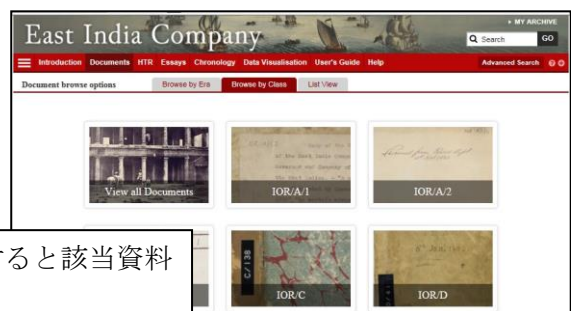 East India Company
MY ARCHIVE
Search GO
Introduction Documents HTR Essays Chronology Data Visualisation User's Guide Help Advanced Search
Document browse options Browse by Era Browse by Class List View
View all Documents
IOR/A/1
IOR/A/2
ると該当資料
IOR/C
IOR/D
C/138